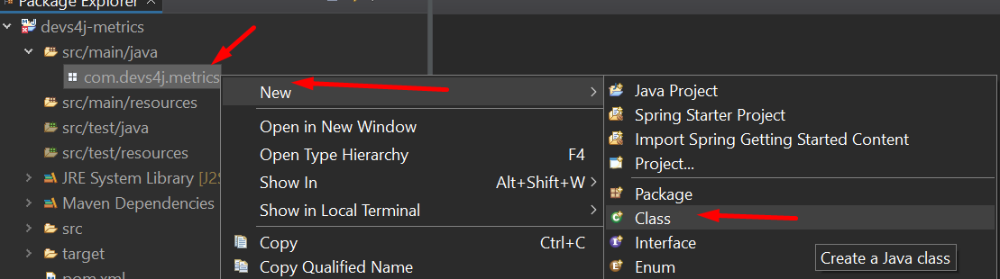 Package Explorer
devs4j-metrics
src/main/java
com.devs4j.metrics
src/main/resources
src/test/java
src/test/resources
JRE System Library [J2S
Maven Dependencies
src
target
pom.xml
New
Open in New Window
Open Type Hierarchy F4
Show In Alt+Shift+W
Show in Local Terminal
Copy Ctrl+C
Copy Qualified Name
Java Project
Spring Starter Project
Import Spring Getting Started Content
Project...
Package
Class
Interface
Enum
Create a Java class